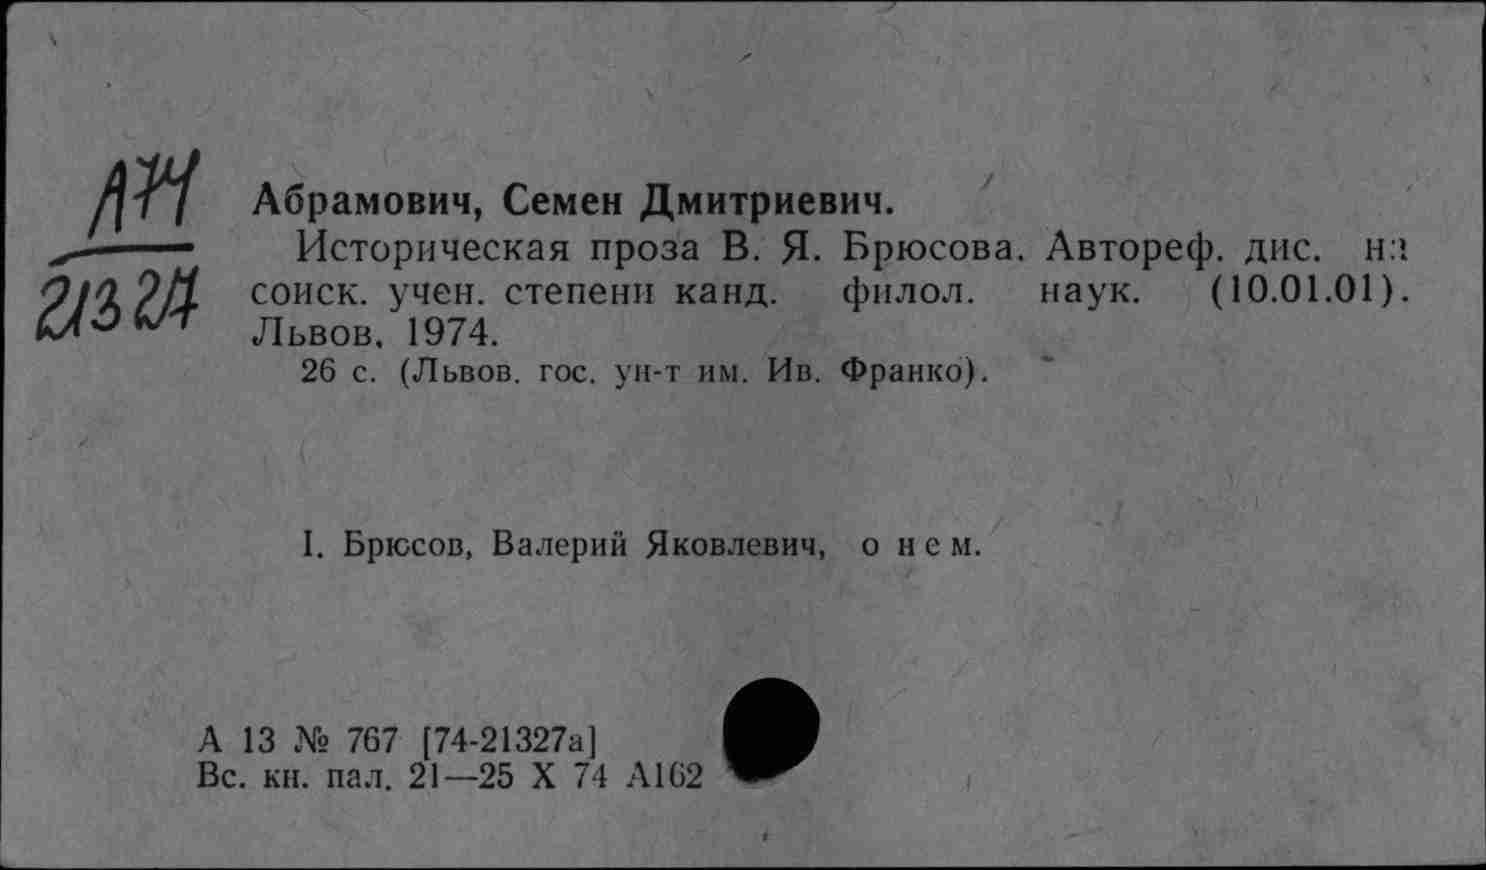 Абрамович, Семен Дмитриевич.
Историческая проза В. Я. Брюсова. Автореф. дис. на
соиск. учен. степени канд. филол. наук. (10.01.01).
Львов, 1974.
26 с. (Львов. гос. ун-т им. Ив. Франко).
I. Брюсов, Валерий Яковлевич, о нем.
А 13 № 767 [74-21327а]
Вс. кн. пал. 21—25 X 74 А162